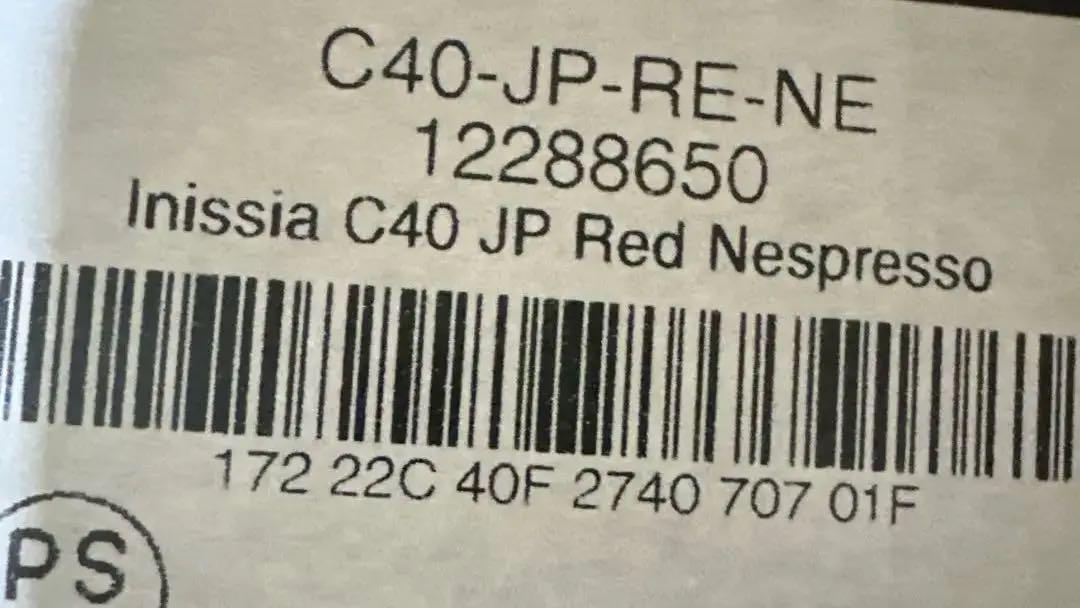 C40-JP-RE-NE
12288650
Inissia C40 JP Red Nespresso
172 22C 40F 2740 707 01F
PS